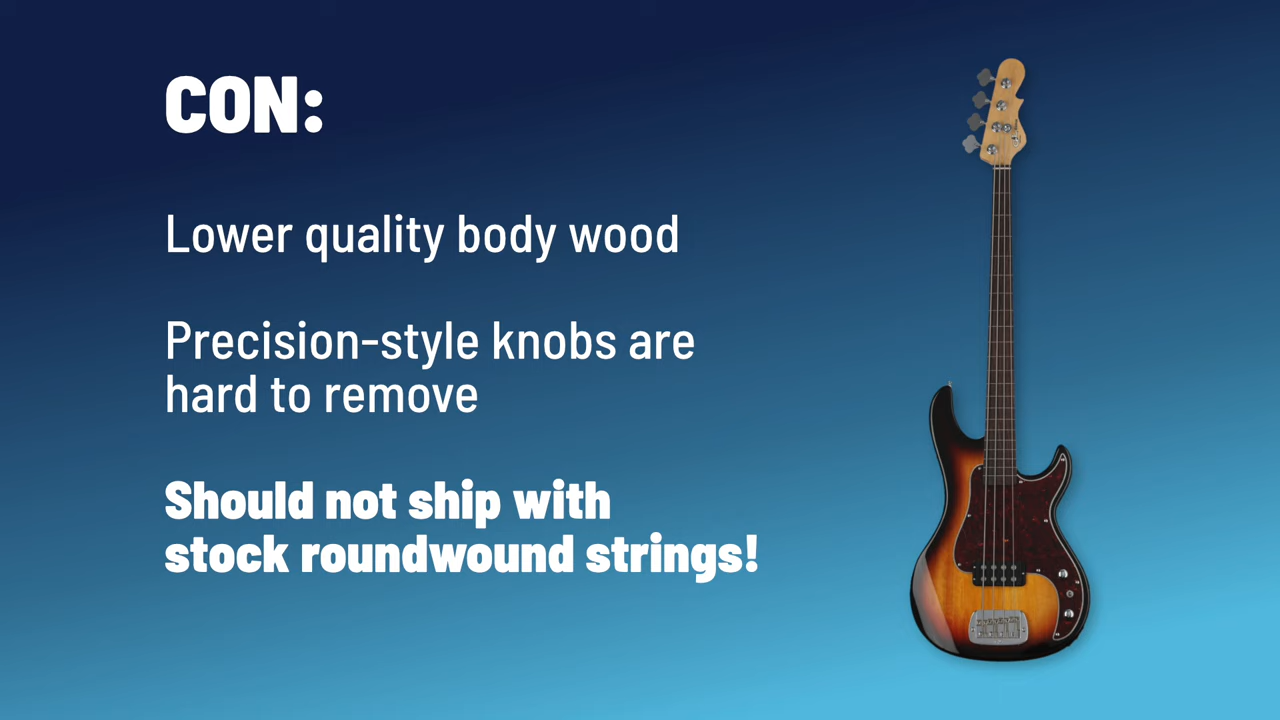 CON:
Lower quality body wood
Precision-style knobs are
hard to remove
Should not ship with
stock roundwound strings!